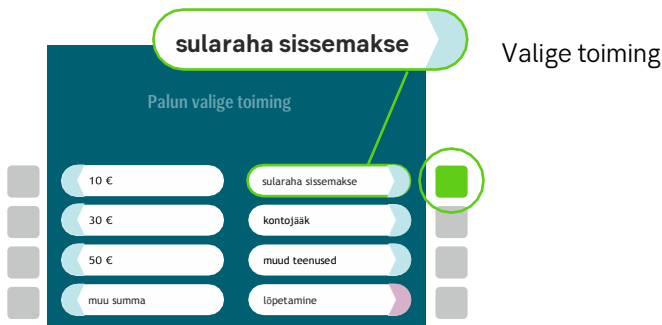 sularaha sissemakse
Valige toiming
Palun valige toiming
10 €
sularaha sissemakse
30 €
kontojääk
50 €
muud teenused
muu summa
lõpetamine